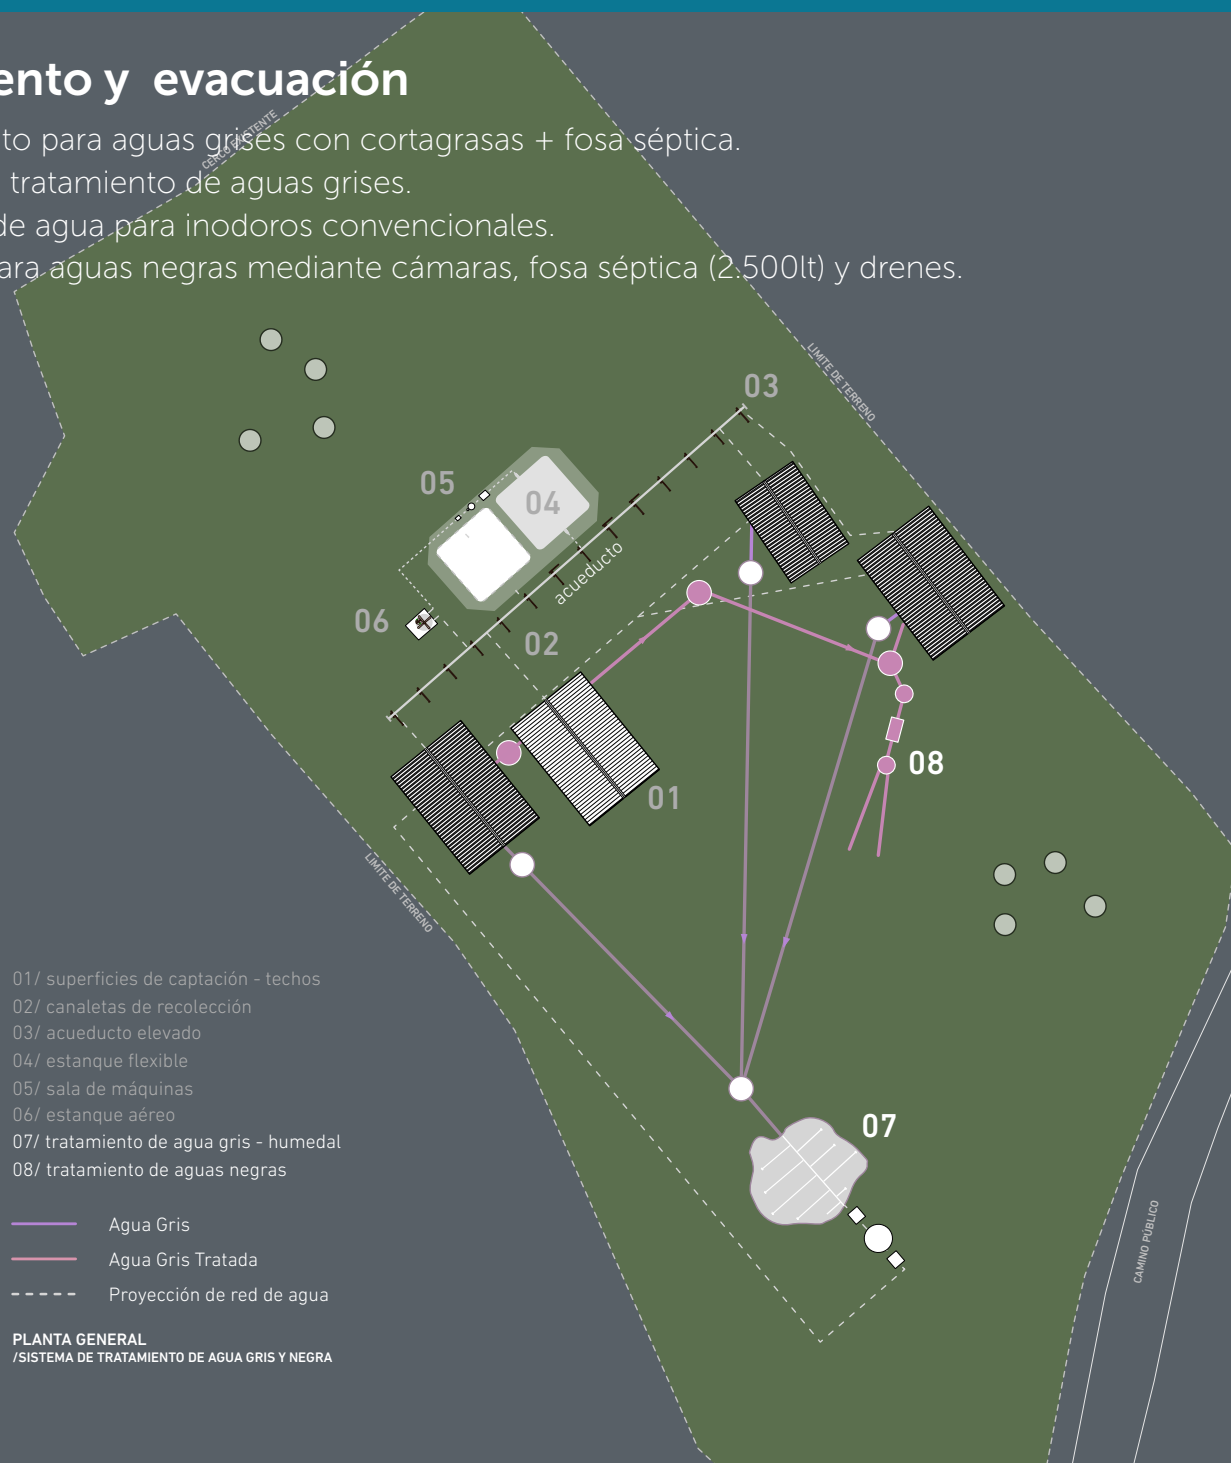 ento y evacuación
to para aguas grises con cortagrasas + fosa séptica.
tratamiento de aguas grises.
de agua para inodoros convencionales.
ara aguas negras mediante cámaras, fosa séptica (2.500lt) y drenes.
CERCO EXISTENTE
LIMITE DE TERRENO
03
05
04
acueducto
06
02
08
01
LIMITE DE TERRENO
01/ superficies de captación - techos
02/ canaletas de recolección
03/ acueducto elevado
04/ estanque flexible
05/ sala de máquinas
06/ estanque aéreo
07/ tratamiento de agua gris - humedal
08/ tratamiento de aguas negras
07
Agua Gris
Agua Gris Tratada
Proyección de red de agua
CAMINO PÚBLICO
PLANTA GENERAL
/SISTEMA DE TRATAMIENTO DE AGUA GRIS Y NEGRA